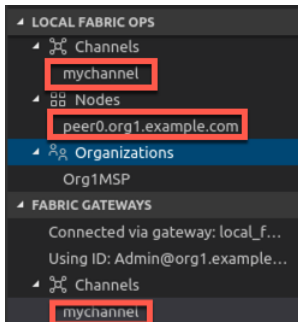 LOCAL FABRIC OPS
Channels
mychannel
Nodes
peer0.org1.example.com
Organizations
Org1MSP
FABRIC GATEWAYS
Connected via gateway: local_f...
Using ID: Admin@org1.example...
Channels
mychannel